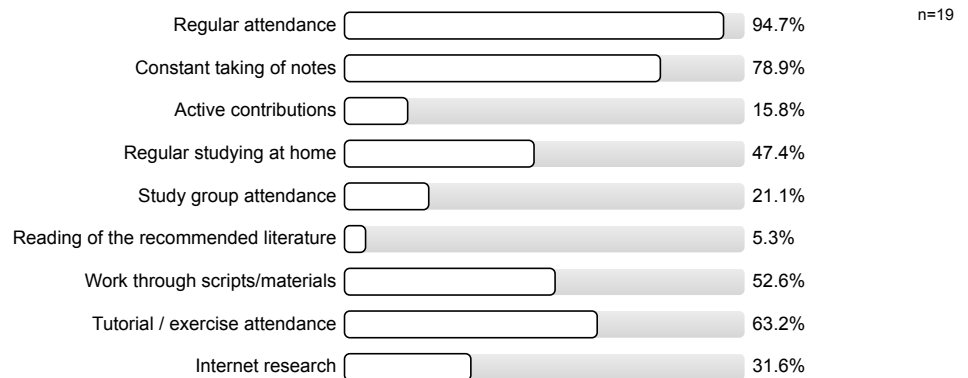 n=19
Regular attendance 94.7%
Constant taking of notes 78.9%
Active contributions 15.8%
Regular studying at home 47.4%
Study group attendance 21.1%
Reading of the recommended literature 5.3%
Work through scripts/materials 52.6%
Tutorial / exercise attendance 63.2%
Internet research 31.6%